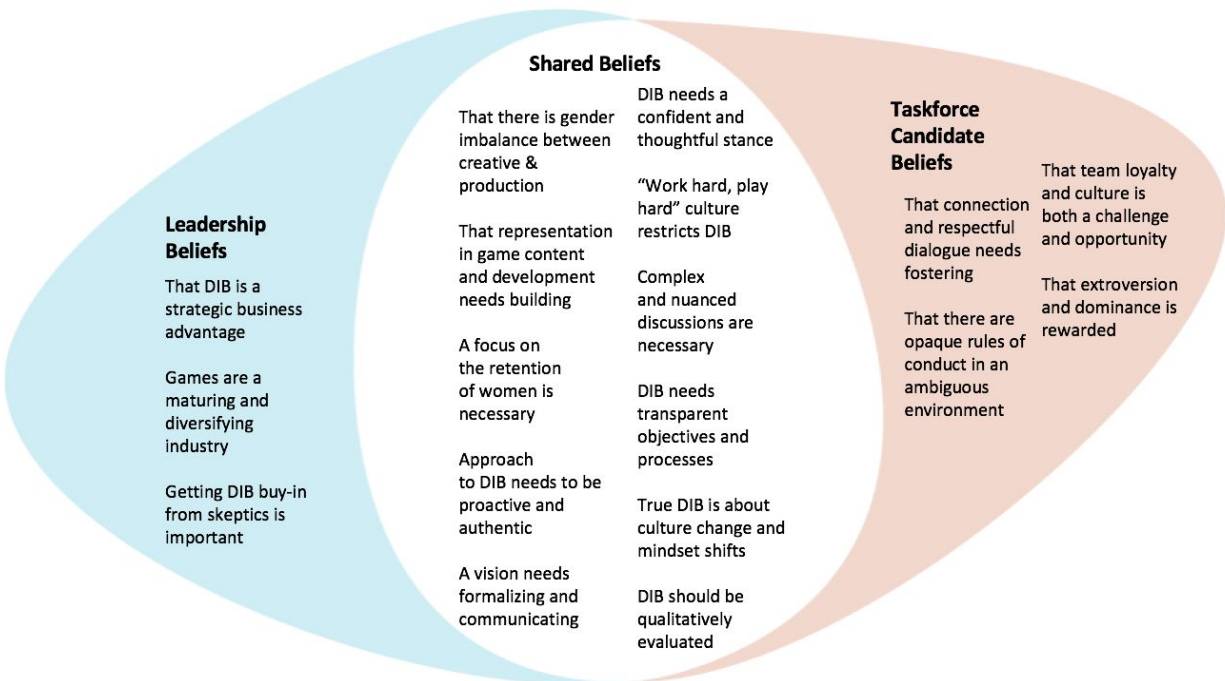 Leadership
Beliefs
That DIB is a
strategic business
advantage
Games are a
maturing and
diversifying
industry
Getting DIB buy-in
from skeptics is
important
Shared Beliefs
That there is gender
imbalance between
creative &
production
That representation
in game content
and development
needs building
A focus on
the retention
of women is
necessary
Approach
to DIB needs to be
proactive and
authentic
A vision needs
formalizing and
communicating
DIB needs a
confident and
thoughtful stance
“Work hard, play
hard” culture
restricts DIB
Complex
and nuanced
discussions are
necessary
DIB needs
transparent
objectives and
processes
True DIB is about
culture change and
mindset shifts
DIB should be
qualitatively
evaluated
Taskforce
Candidate
Beliefs
That connection
and respectful
dialogue needs
fostering
That there are
opaque rules of
conduct in an
ambiguous
environment
That team loyalty
and culture is
both a challenge
and opportunity
That extroversion
and dominance is
rewarded